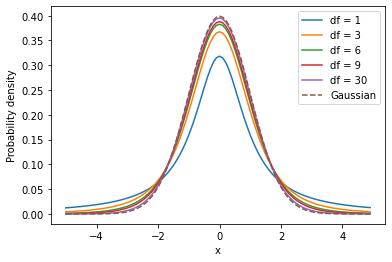 0.40
0.35
0.30
0.25
0.20
0.15
0.10
0.05
0.00
Probability density
−4
−2
0
2
4
x
df = 1
df = 3
df = 6
df = 9
df = 30
Gaussian